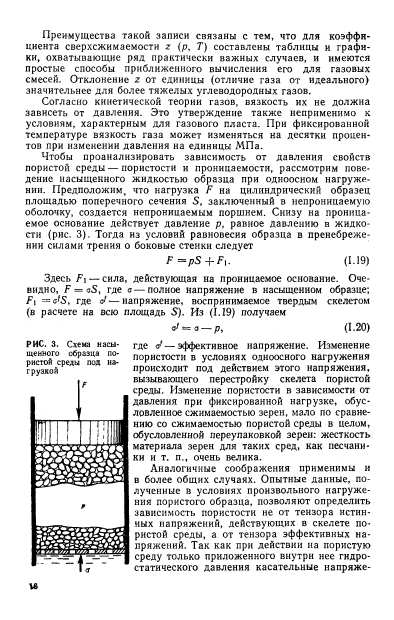 Преимущества такой записи связаны с тем, что для коэффи-
циента сверхсжимаемости z (p, T) составлены таблицы и графи-
ки, охватывающие ряд практически важных случаев, и имеются
простые способы приближенного вычисления его для газовых
смесей. Отклонение z от единицы (отличие газа от идеального)
значительнее для более тяжелых углеводородных газов.
Согласно кинетической теории газов, вязкость их не должна
зависеть от давления. Это утверждение также неприменимо к
условиям, характерным для газового пласта. При фиксированной
температуре вязкость газа может изменяться на десятки процен-
тов при изменении давления на единицы МПа.
Чтобы проанализировать зависимость от давления свойств
пористой среды — пористости и проницаемости, рассмотрим пове-
дение насыщенного жидкостью образца при одноосном нагруже-
нии. Предположим, что нагрузка F на цилиндрический образец
площадью поперечного сечения S, заключенный в непроницаемую
оболочку, создается непроницаемым поршнем. Снизу на проница-
емое основание действует давление p, равное давлению в жидко-
сти (рис. 3). Тогда из условий равновесия образца в пренебреже-
нии силами трения о боковые стенки следует
F = pS + F₁. (I.19)
Здесь F₁ — сила, действующая на проницаемое основание. Оче-
видно, F = σS, где σ — полное напряжение в насыщенном образце;
F₁ = σᶠS, где σᶠ — напряжение, воспринимаемое твердым скелетом
(в расчете на всю площадь S). Из (I.19) получаем
σᶠ = σ — p, (I.20)
РИС. 3. Схема насы-
щенного образца по-
ристой среды под на-
грузкой
F
P
σ
где σᶠ — эффективное напряжение. Изменение
пористости в условиях одноосного нагружения
происходит под действием этого напряжения,
вызывающего перестройку скелета пористой
среды. Изменение пористости в зависимости от
давления при фиксированной нагрузке, обус-
ловленное сжимаемостью зерен, мало по сравне-
нию со сжимаемостью пористой среды в целом,
обусловленной переупаковкой зерен: жесткость
материала зерен для таких сред, как песчани-
ки и т. п., очень велика.
Аналогичные соображения применимы и
в более общих случаях. Опытные данные, по-
лученные в условиях произвольного нагруже-
ния пористого образца, позволяют определить
зависимость пористости не от тензора истин-
ных напряжений, действующих в скелете по-
ристой среды, а от тензора эффективных на-
пряжений. Так как при действии на пористую
среду только приложенного внутри нее гидро-
статического давления касательные напряже-
18